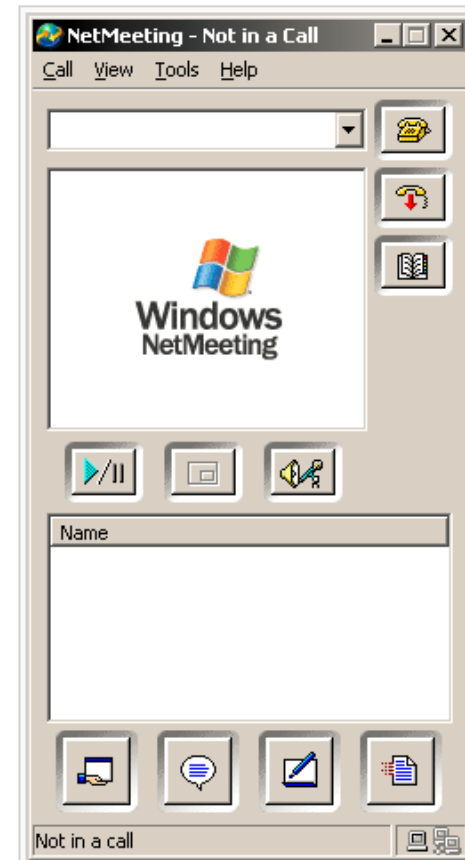 NetMeeting - Not in a Call
Call View Tools Help
Windows
NetMeeting
Name
Not in a call